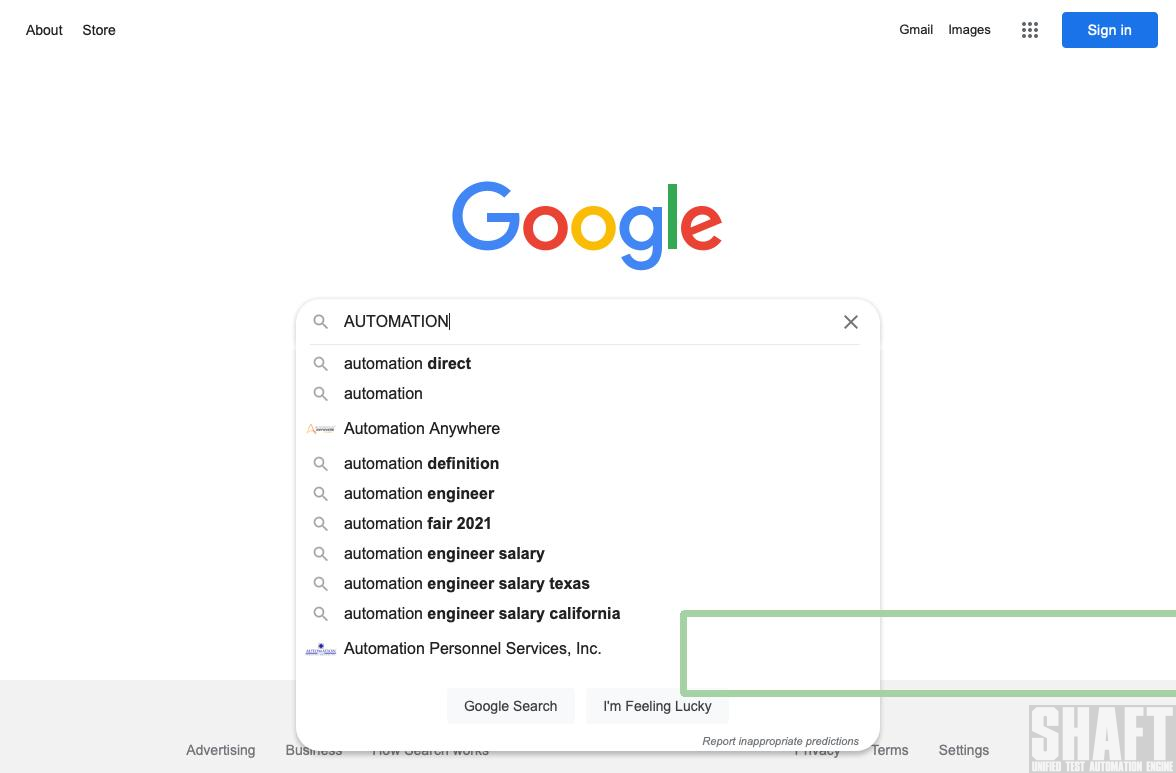 About Store Gmail Images Sign in
Google
AUTOMATION
automation direct
automation
Automation Anywhere
automation definition
automation engineer
automation fair 2021
automation engineer salary
automation engineer salary texas
automation engineer salary california
Automation Personnel Services, Inc.
Google Search I'm Feeling Lucky
Report inappropriate predictions
Advertising Business How Search works Privacy Terms Settings
SHAFT
UNIFIED TEST AUTOMATION ENGINE